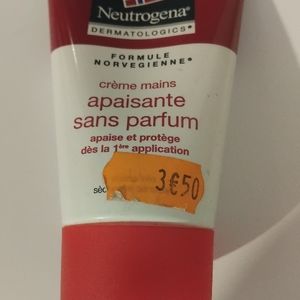 Neutrogena®
DERMATOLOGICS®
FORMULE
NORVEGIENNE®
crème mains
apaisante
sans parfum
apaise et protège
dès la 1ère application
3€50